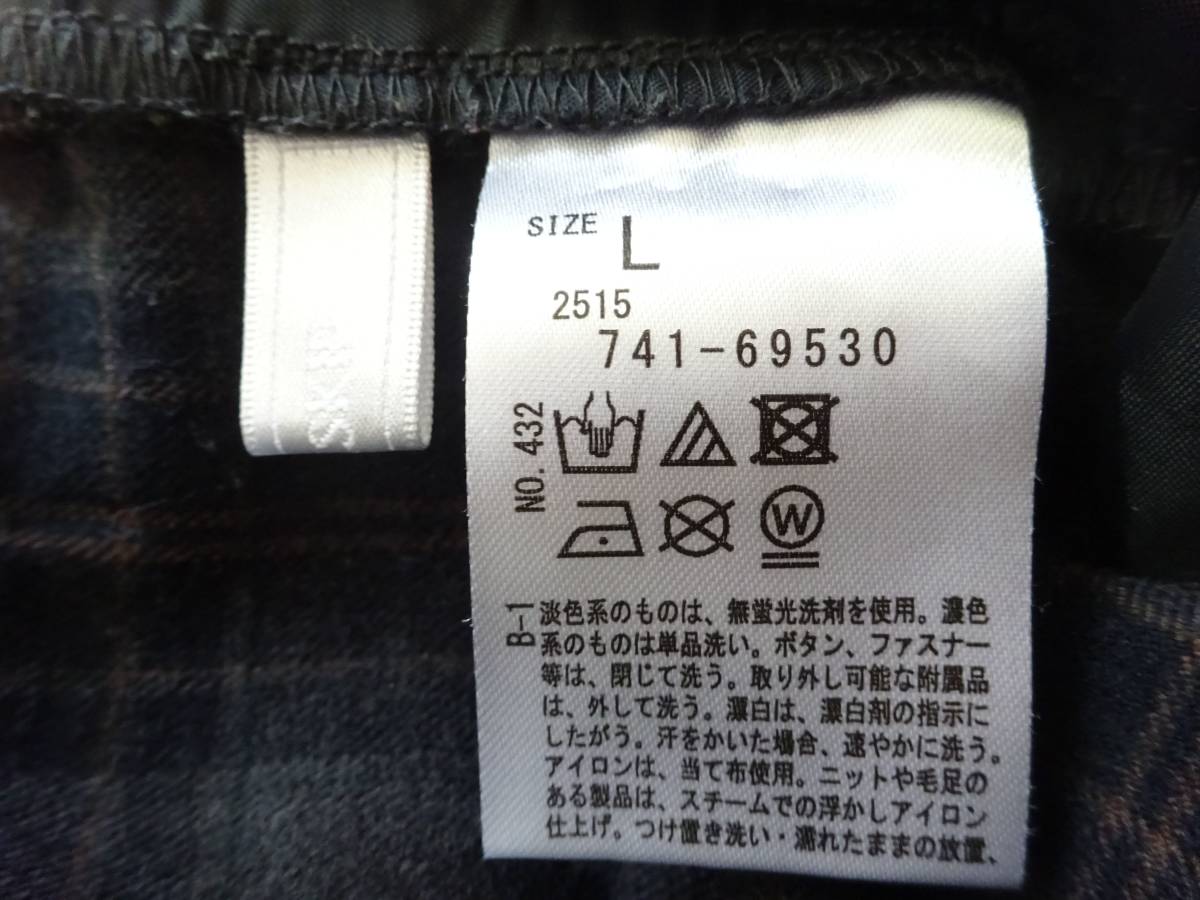 SIZE L
2515
741-69530
NO. 432
W
B-1
淡色系のものは、無蛍光洗剤を使用。濃色
系のものは単品洗い。ボタン、ファスナー
等は、閉じて洗う。取り外し可能な附属品
は、外して洗う。漂白は、漂白剤の指示に
したがう。汗をかいた場合、速やかに洗う。
アイロンは、当て布使用。ニットや毛足の
ある製品は、スチームでの浮かしアイロン
仕上げ。つけ置き洗い・濡れたままの放置、